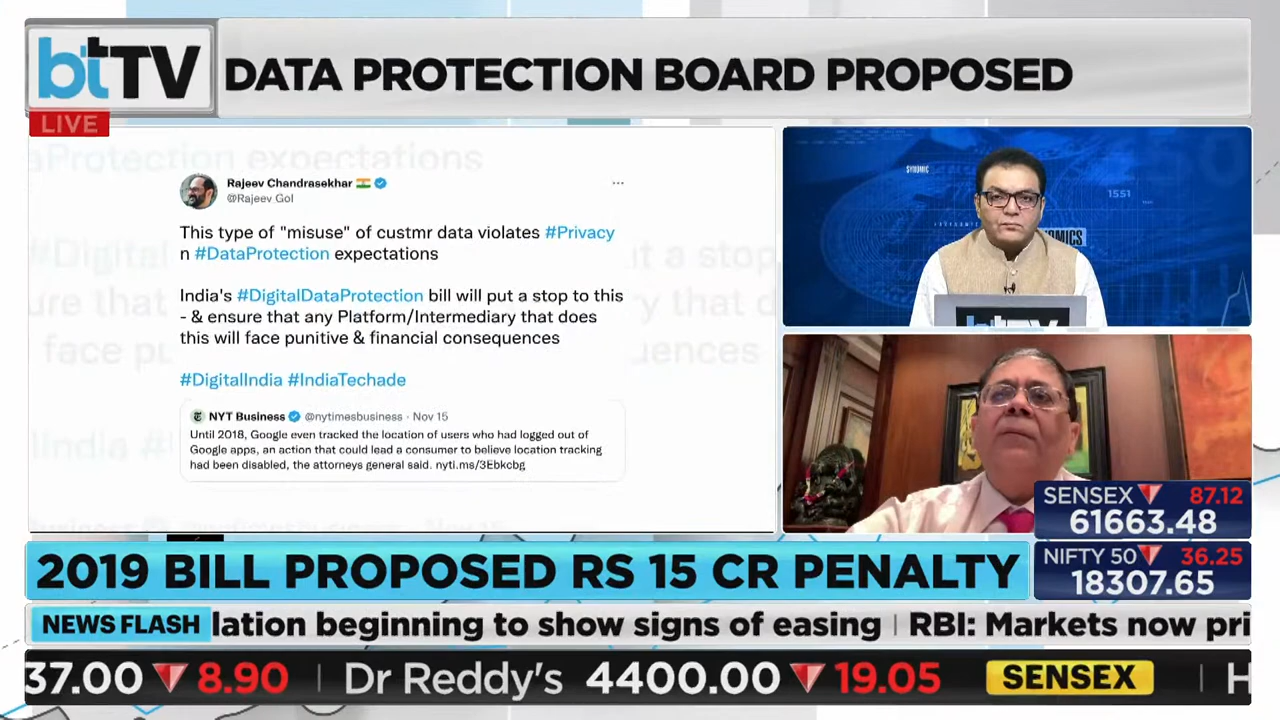 btTV
DATA PROTECTION BOARD PROPOSED
LIVE
Rajeev Chandrasekhar
@Rajeev GoI
This type of "misuse" of custmr data violates #Privacy
n #DataProtection expectations
India's #DigitalDataProtection bill will put a stop to this
- & ensure that any Platform/Intermediary that does
this will face punitive & financial consequences
#DigitalIndia #IndiaTechade
NYT Business @nytimesbusiness · Nov 15
Until 2018, Google even tracked the location of users who had logged out of
Google apps, an action that could lead a consumer to believe location tracking
had been disabled, the attorneys general said. nyti.ms/3Ebkcbg
1551
btTV
SENSEX 87.12
61663.48
NIFTY 50 36.25
18307.65
2019 BILL PROPOSED RS 15 CR PENALTY
NEWS FLASH lation beginning to show signs of easing | RBI: Markets now pri
37.00 8.90 | Dr Reddy's 4400.00 19.05 SENSEX | H